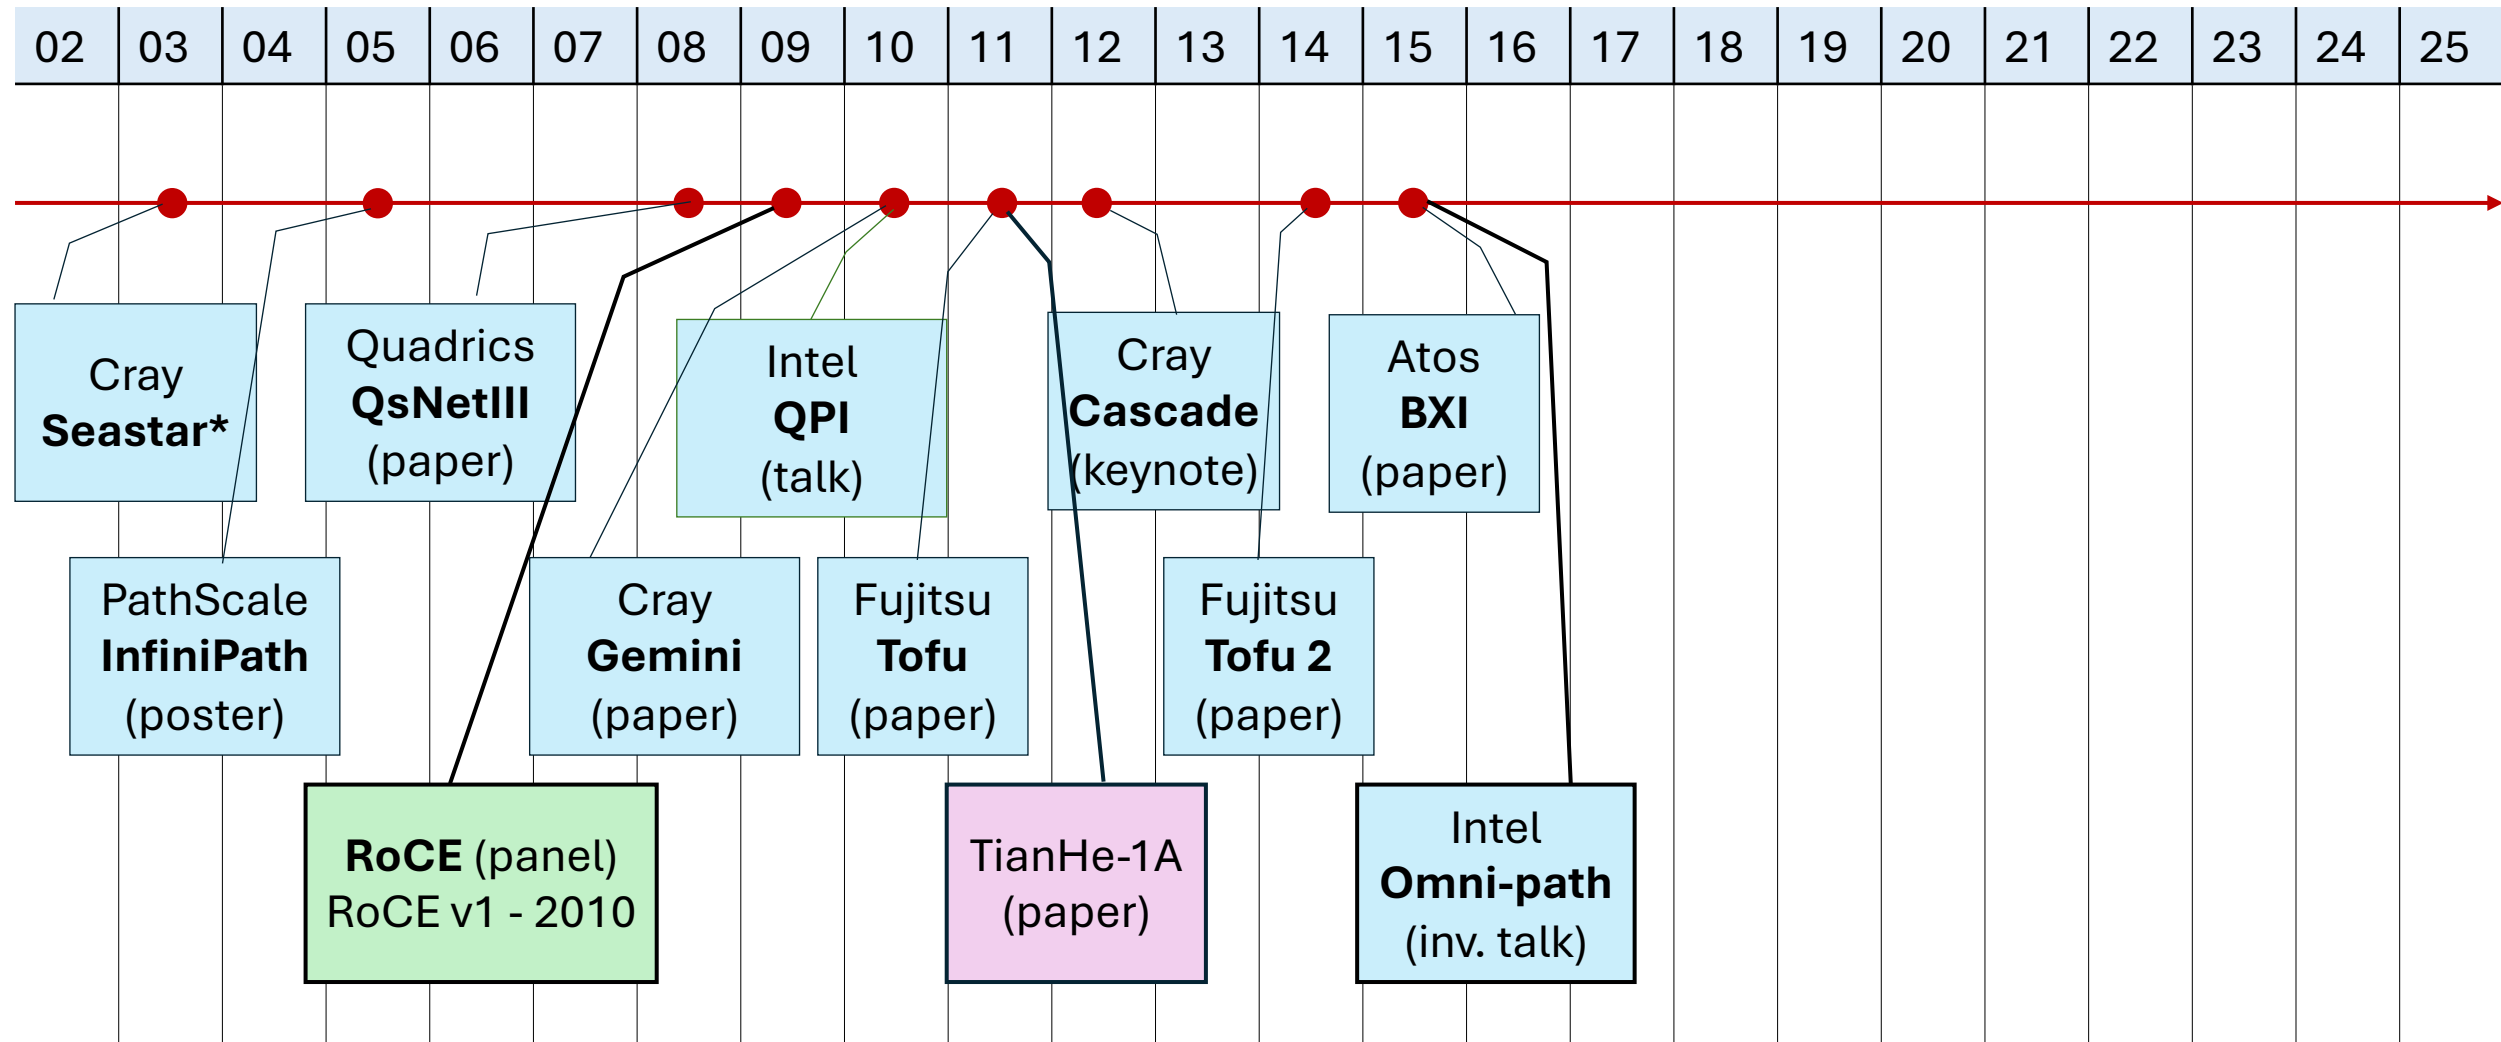 02 03 04 05 06 07 08 09 10 11 12 13 14 15 16 17 18 19 20 21 22 23 24 25
Cray
Seastar*
Quadrics
QsNetIII
(paper)
Intel
QPI
(talk)
Cray
Cascade
(keynote)
Atos
BXI
(paper)
PathScale
InfiniPath
(poster)
Cray
Gemini
(paper)
Fujitsu
Tofu
(paper)
Fujitsu
Tofu 2
(paper)
RoCE (panel)
RoCE v1 - 2010
TianHe-1A
(paper)
Intel
Omni-path
(inv. talk)